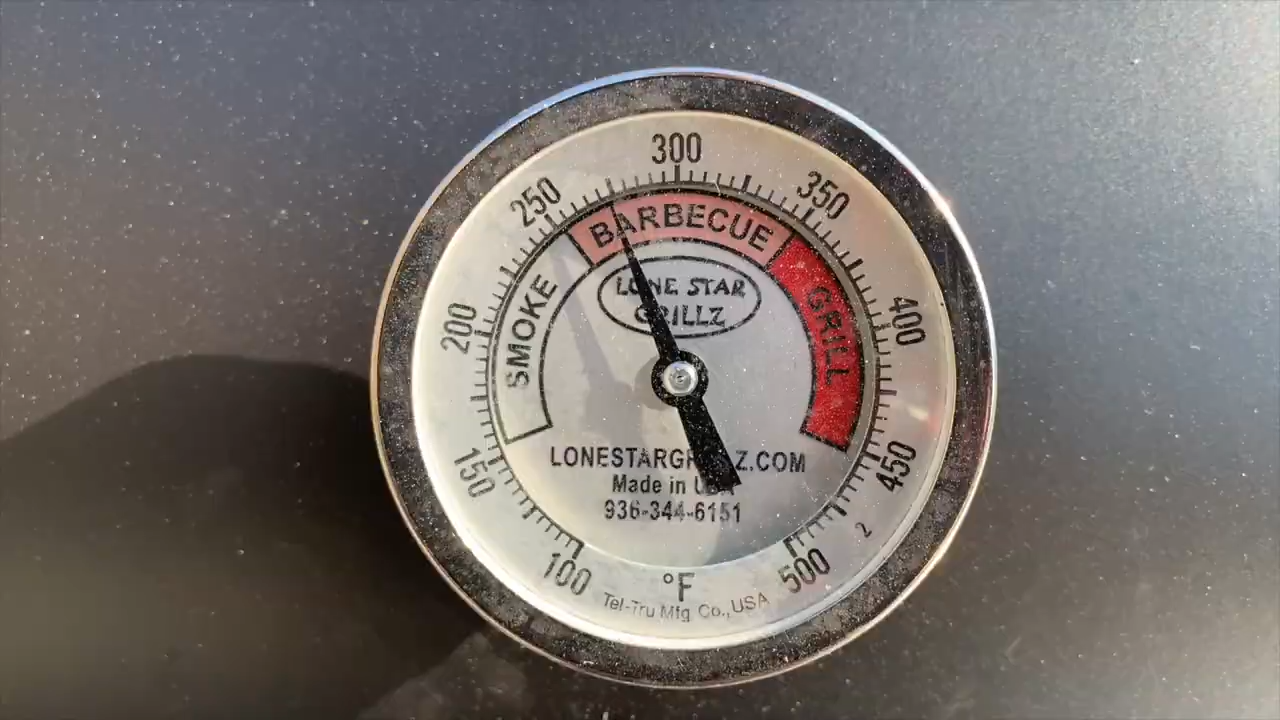 300
250
350
200
400
150
450
100
500
BARBECUE
SMOKE
GRILL
LONE STAR
GRILLZ
LONESTARGRILLZ.COM
Made in USA
936-344-6151
2
°F
Tel-Tru Mfg Co., USA